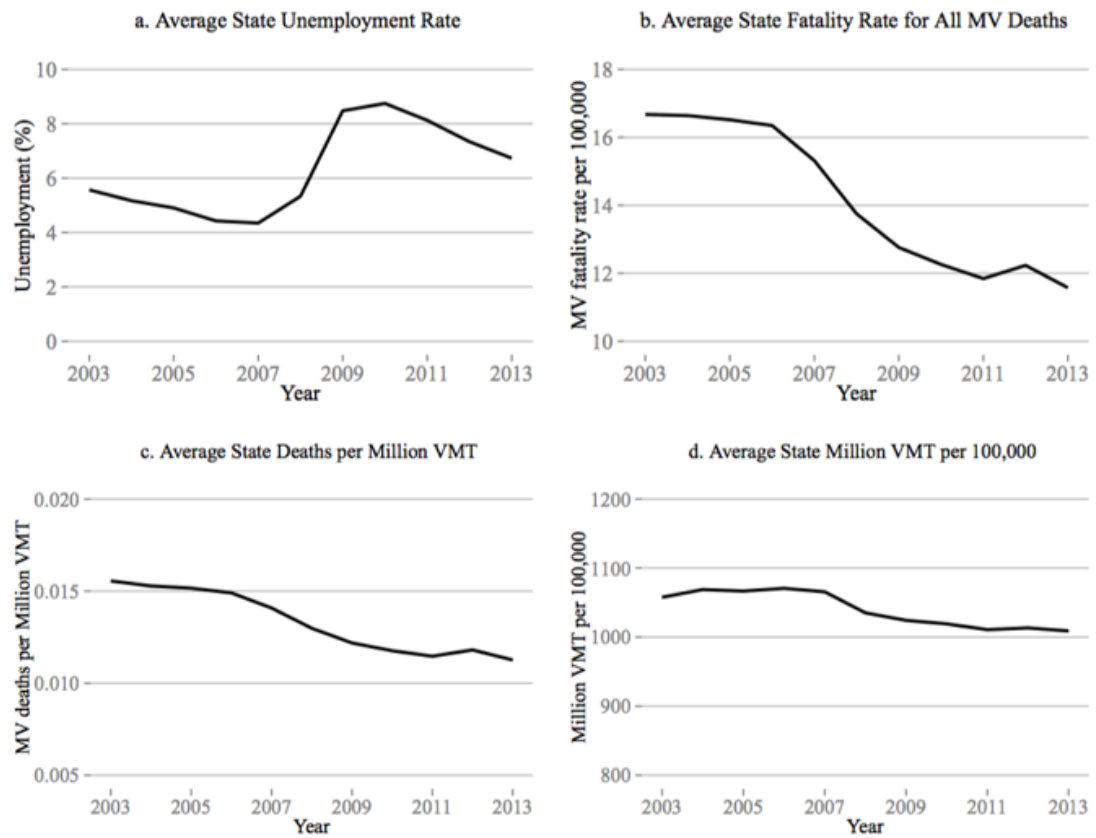 a. Average State Unemployment Rate
Unemployment (%)
10
8
6
4
2
0
2003 2005 2007 2009 2011 2013
Year
b. Average State Fatality Rate for All MV Deaths
MV fatality rate per 100,000
18
16
14
12
10
2003 2005 2007 2009 2011 2013
Year
c. Average State Deaths per Million VMT
MV deaths per Million VMT
0.020
0.015
0.010
0.005
2003 2005 2007 2009 2011 2013
Year
d. Average State Million VMT per 100,000
Million VMT per 100,000
1200
1100
1000
900
800
2003 2005 2007 2009 2011 2013
Year